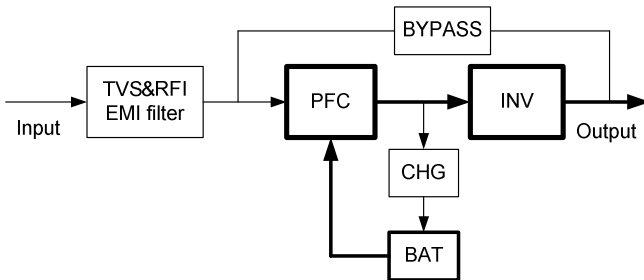 BYPASS
TVS&RFI
EMI filter
PFC
INV
Input
Output
CHG
BAT